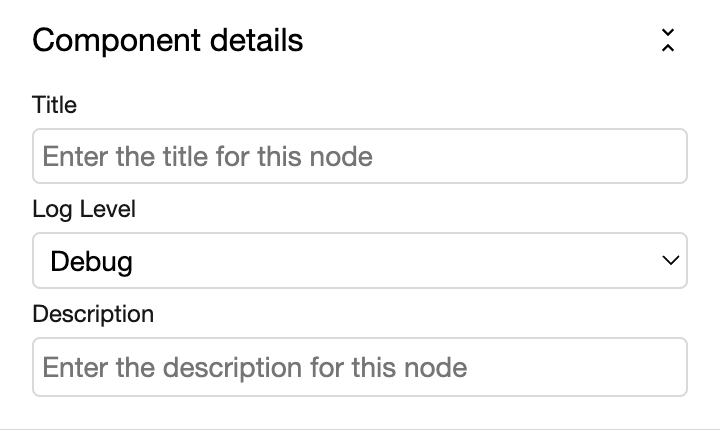 Component details
Title
Enter the title for this node
Log Level
Debug
Description
Enter the description for this node